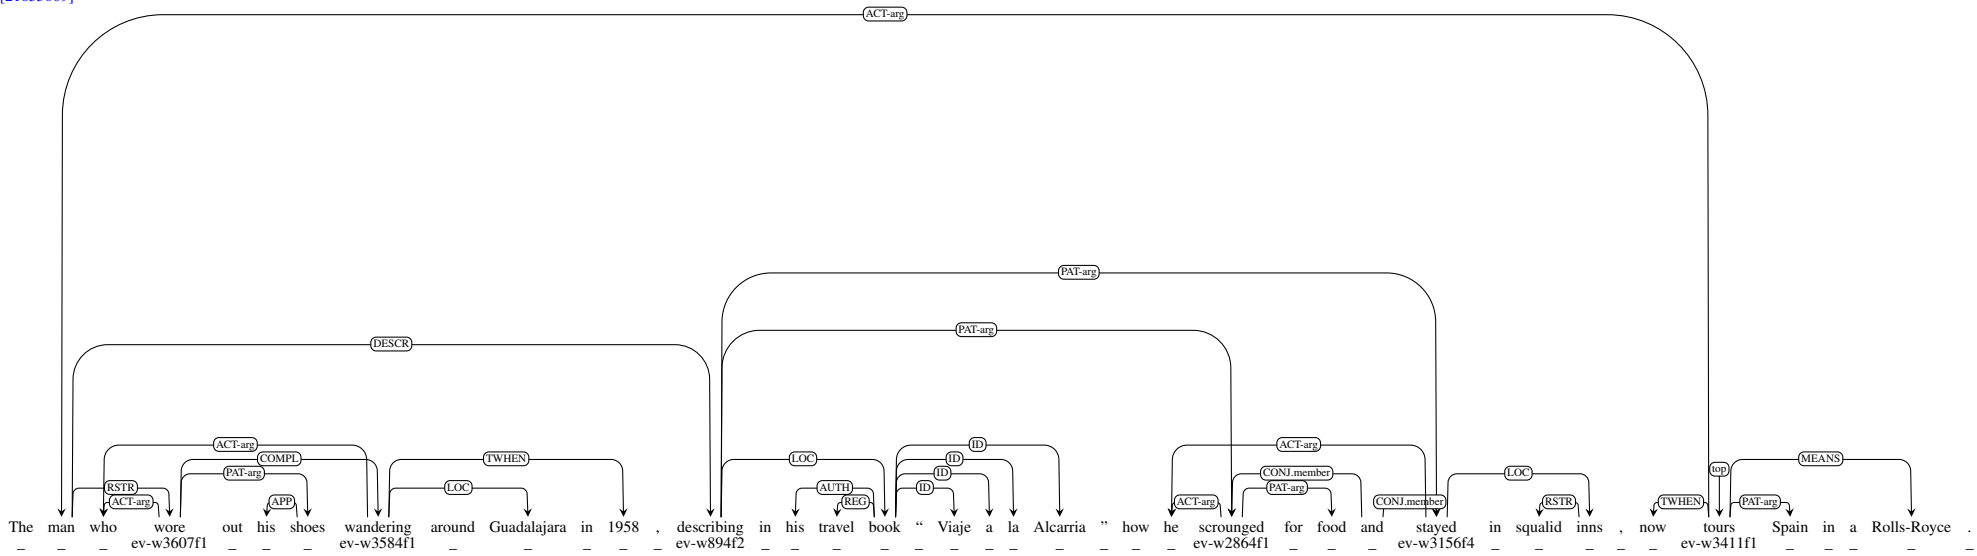 ACT-arg
PAT-arg
PAT-arg
DESCR
ACT-arg ID ACT-arg
COMPL TWHEN LOC ID MEANS
top
PAT-arg ID CONJ.member LOC
RSTR LOC AUTH ID PAT-arg
ACT-arg APP REG ACT-arg CONJ.member RSTR TWHEN PAT-arg
The man who wore out his shoes wandering around Guadalajara in 1958 , describing in his travel book “ Viaje a la Alcarria ” how he scrounged for food and stayed in squalid inns , now tours Spain in a Rolls-Royce .
_ _ _ ev-w3607f1 _ _ _ ev-w3584f1 _ _ _ _ _ ev-w894f2 _ _ _ _ _ _ _ _ _ _ _ _ ev-w2864f1 _ _ _ ev-w3156f4 _ _ _ _ _ ev-w3411f1 _ _ _ _ _